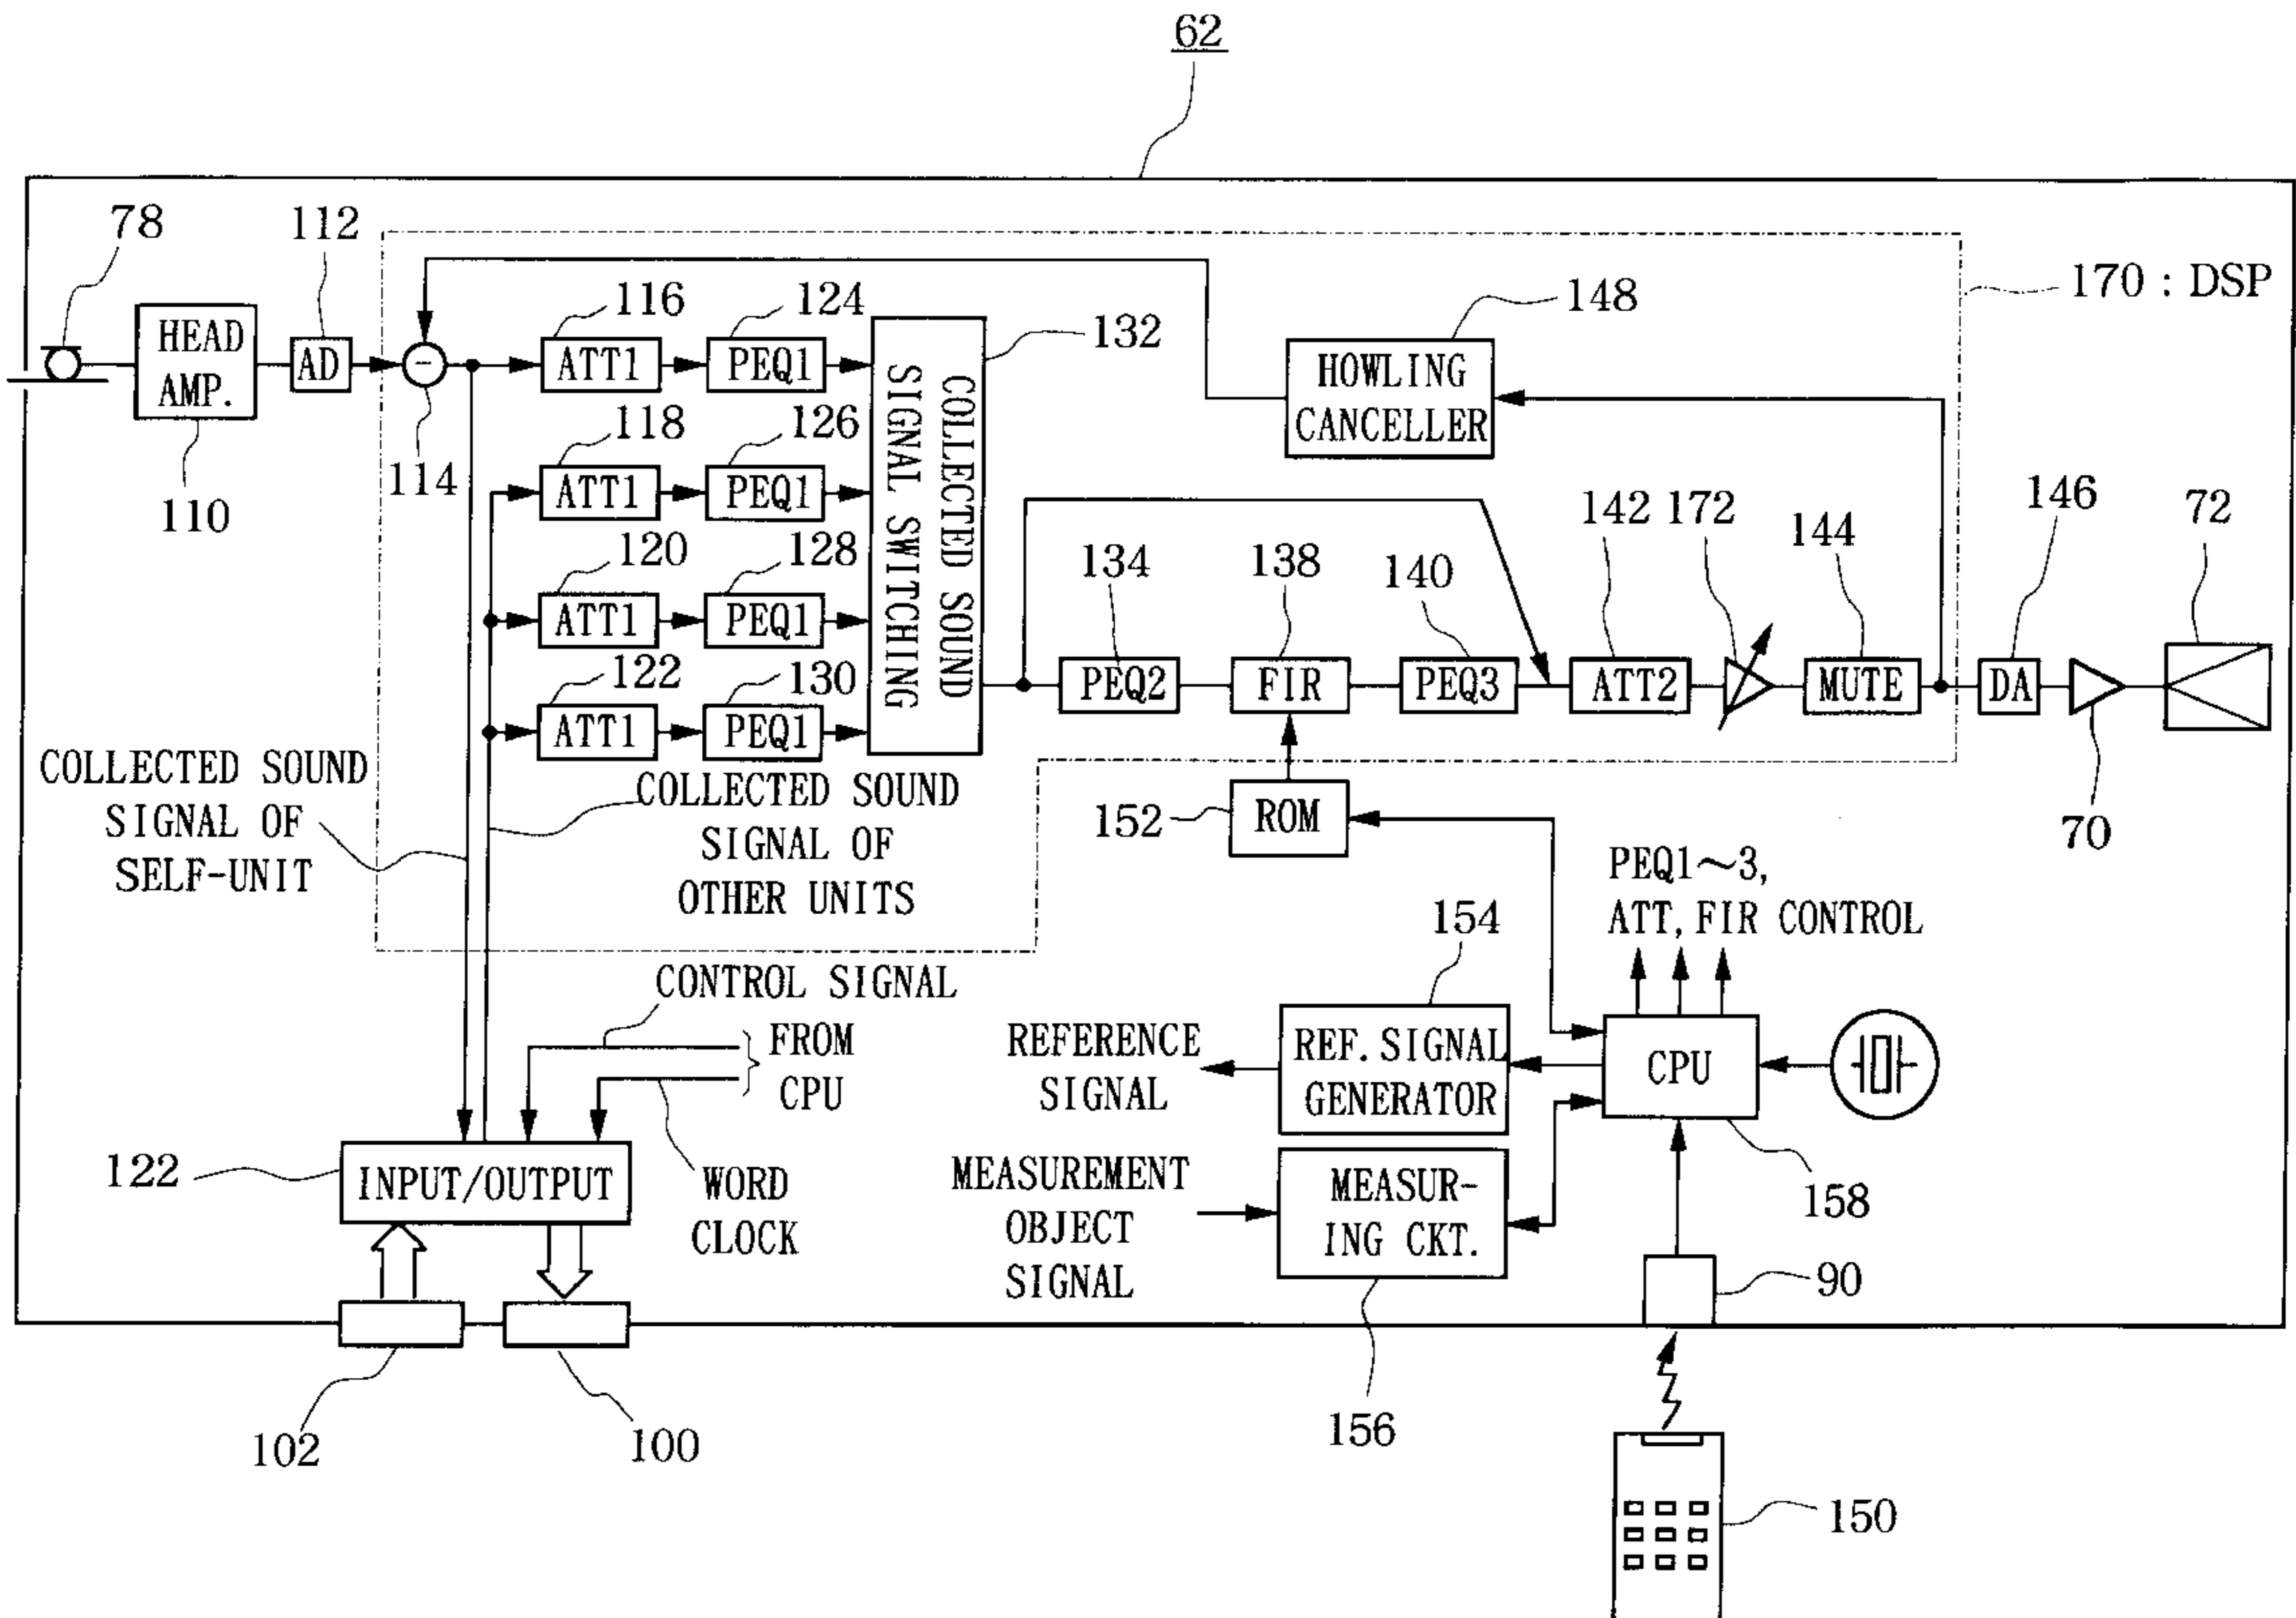 62
78
112
HEAD
AMP.
AD
110
-
114
116
124
ATT1
PEQ1
118
126
ATT1
PEQ1
120
128
ATT1
PEQ1
122
130
ATT1
PEQ1
132
COLLECTED SOUND
SIGNAL SWITCHING
148
HOWLING
CANCELLER
170 : DSP
134
138
140
142
172
144
146
72
PEQ2
FIR
PEQ3
ATT2
MUTE
DA
70
152
ROM
COLLECTED SOUND
SIGNAL OF
SELF-UNIT
COLLECTED SOUND
SIGNAL OF
OTHER UNITS
CONTROL SIGNAL
FROM
CPU
WORD
CLOCK
122
INPUT/OUTPUT
102
100
PEQ1~3,
ATT, FIR CONTROL
154
REFERENCE
SIGNAL
REF. SIGNAL
GENERATOR
CPU
158
MEASUREMENT
OBJECT
SIGNAL
MEASUR-
ING CKT.
156
90
150